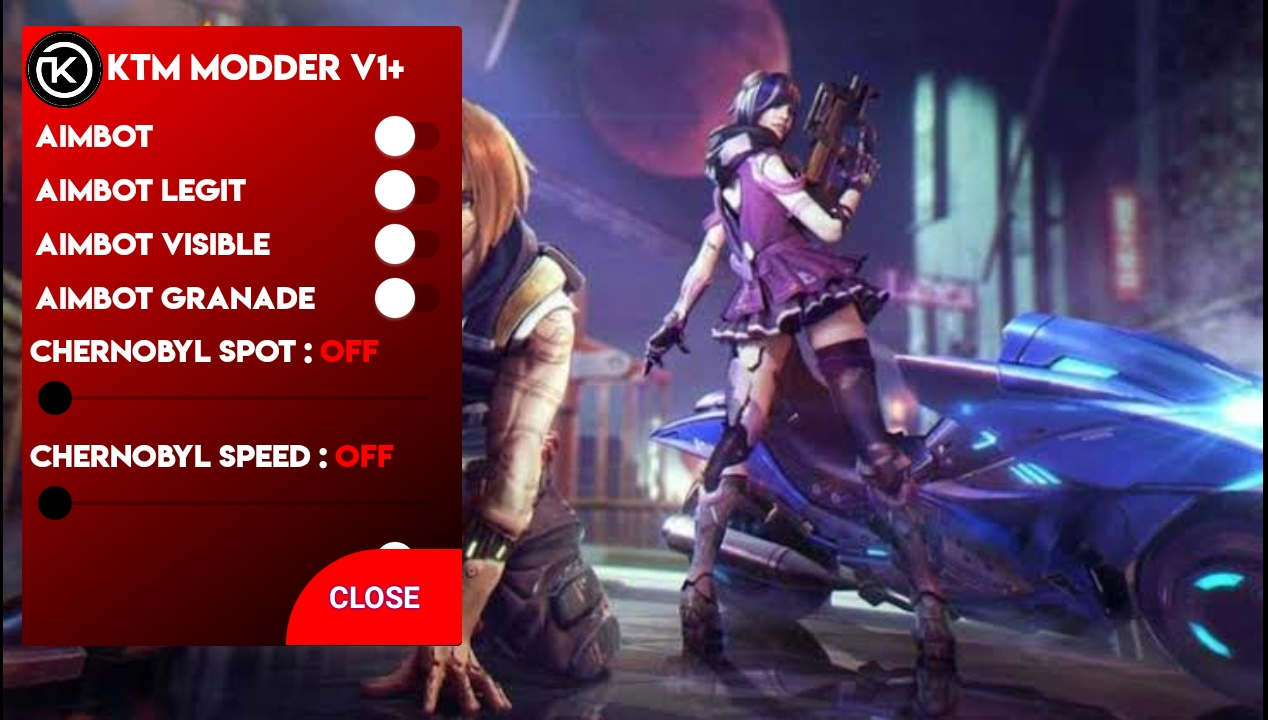 K KTM MODDER V1+
AIMBOT
AIMBOT LEGIT
AIMBOT VISIBLE
AIMBOT GRANADE
CHERNOBYL SPOT : OFF
CHERNOBYL SPEED : OFF
CLOSE